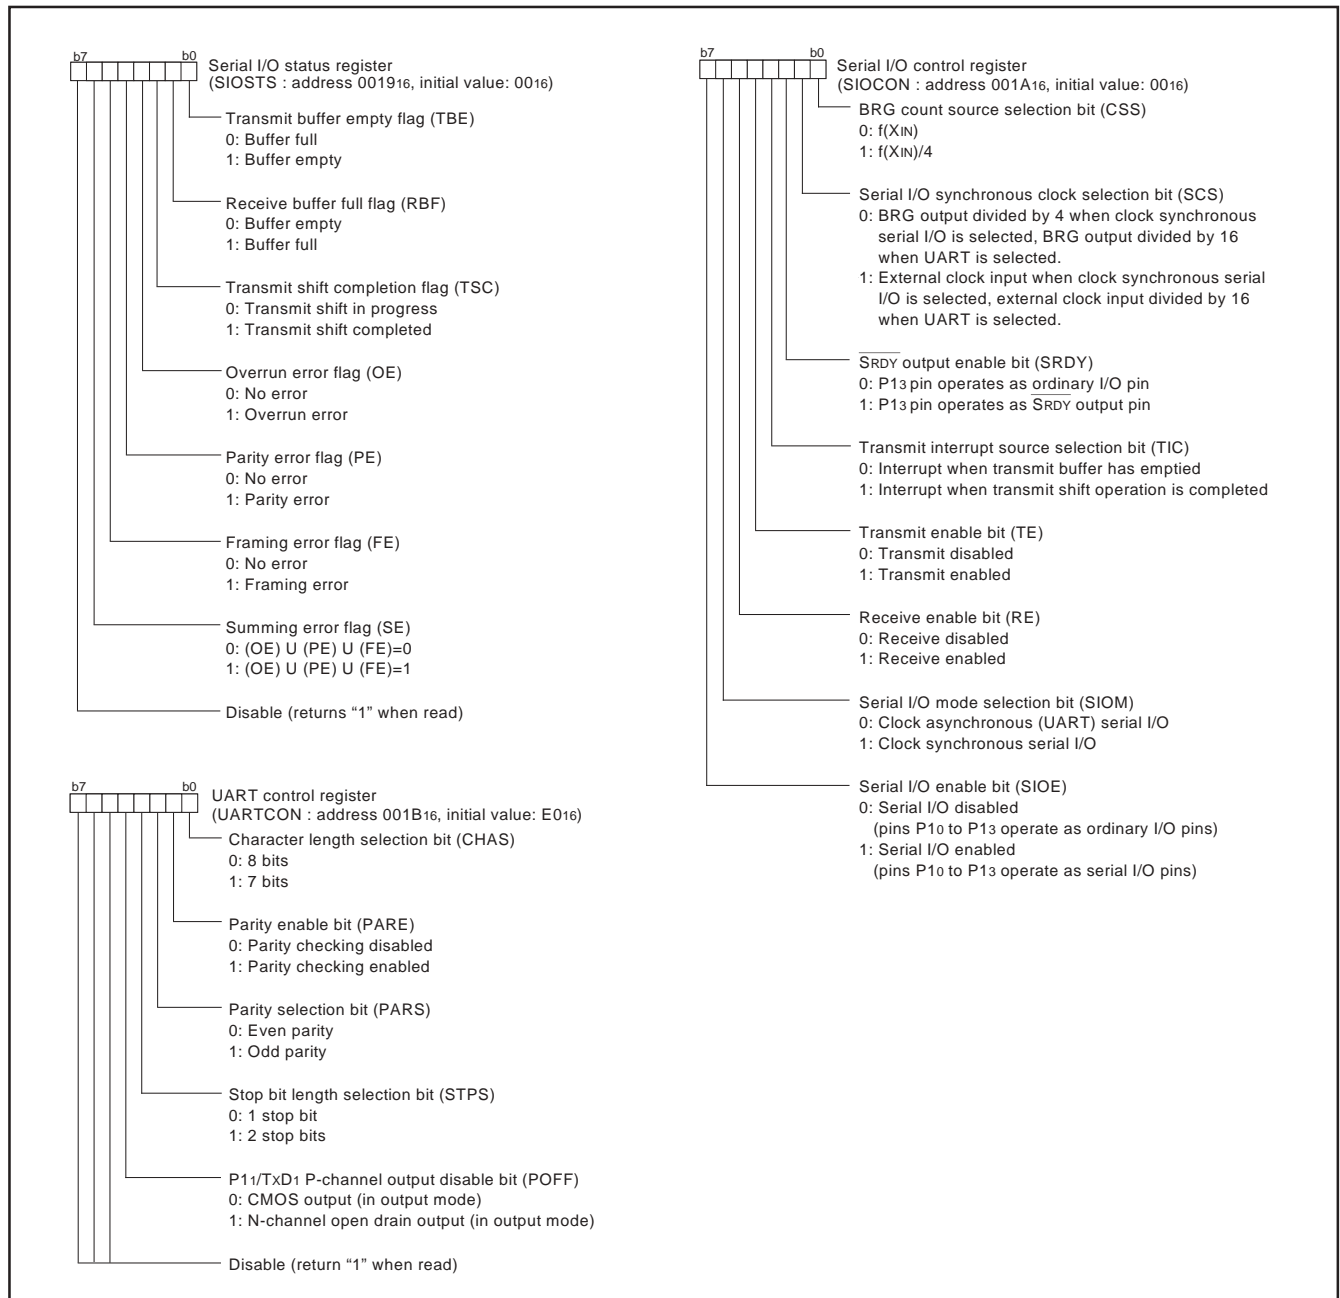 b7 b0
Serial I/O status register
(SIOSTS : address 001916, initial value: 0016)
Transmit buffer empty flag (TBE)
0: Buffer full
1: Buffer empty
Receive buffer full flag (RBF)
0: Buffer empty
1: Buffer full
Transmit shift completion flag (TSC)
0: Transmit shift in progress
1: Transmit shift completed
Overrun error flag (OE)
0: No error
1: Overrun error
Parity error flag (PE)
0: No error
1: Parity error
Framing error flag (FE)
0: No error
1: Framing error
Summing error flag (SE)
0: (OE) U (PE) U (FE)=0
1: (OE) U (PE) U (FE)=1
Disable (returns “1” when read)
b7 b0
UART control register
(UARTCON : address 001B16, initial value: E016)
Character length selection bit (CHAS)
0: 8 bits
1: 7 bits
Parity enable bit (PARE)
0: Parity checking disabled
1: Parity checking enabled
Parity selection bit (PARS)
0: Even parity
1: Odd parity
Stop bit length selection bit (STPS)
0: 1 stop bit
1: 2 stop bits
P11/TXD1 P-channel output disable bit (POFF)
0: CMOS output (in output mode)
1: N-channel open drain output (in output mode)
Disable (return “1” when read)
b7 b0
Serial I/O control register
(SIOCON : address 001A16, initial value: 0016)
BRG count source selection bit (CSS)
0: f(XIN)
1: f(XIN)/4
Serial I/O synchronous clock selection bit (SCS)
0: BRG output divided by 4 when clock synchronous
serial I/O is selected, BRG output divided by 16
when UART is selected.
1: External clock input when clock synchronous serial
I/O is selected, external clock input divided by 16
when UART is selected.
SRDY output enable bit (SRDY)
0: P13 pin operates as ordinary I/O pin
1: P13 pin operates as SRDY output pin
Transmit interrupt source selection bit (TIC)
0: Interrupt when transmit buffer has emptied
1: Interrupt when transmit shift operation is completed
Transmit enable bit (TE)
0: Transmit disabled
1: Transmit enabled
Receive enable bit (RE)
0: Receive disabled
1: Receive enabled
Serial I/O mode selection bit (SIOM)
0: Clock asynchronous (UART) serial I/O
1: Clock synchronous serial I/O
Serial I/O enable bit (SIOE)
0: Serial I/O disabled
(pins P10 to P13 operate as ordinary I/O pins)
1: Serial I/O enabled
(pins P10 to P13 operate as serial I/O pins)